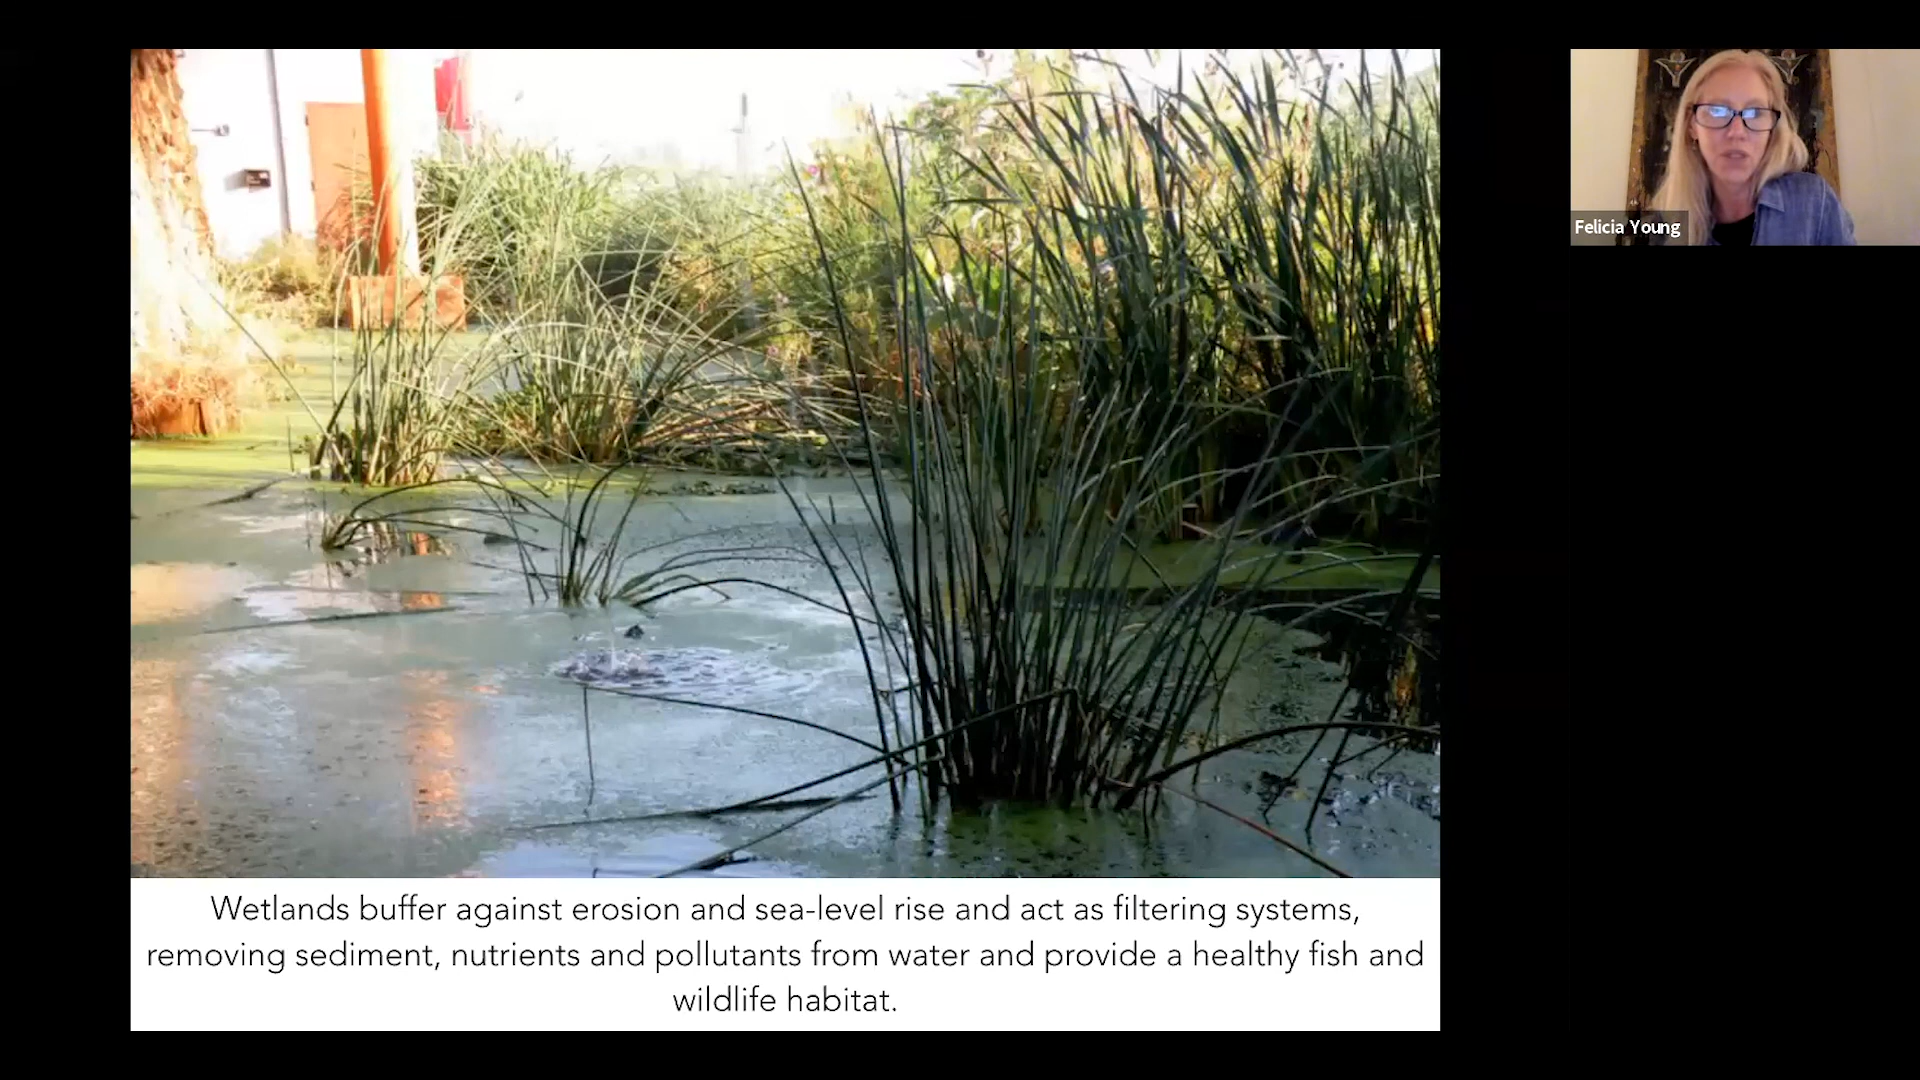 Felicia Young
Wetlands buffer against erosion and sea-level rise and act as filtering systems,
removing sediment, nutrients and pollutants from water and provide a healthy fish and
wildlife habitat.